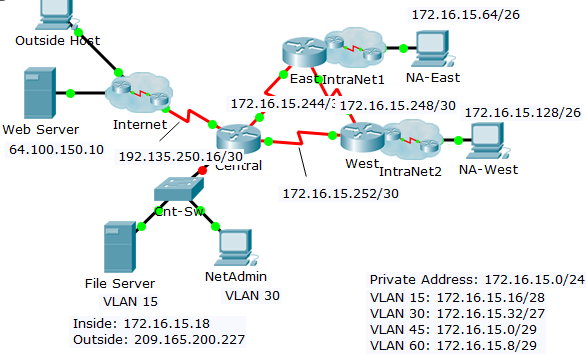 172.16.15.64/26
Outside Host
East
IntraNet1
NA-East
172.16.15.244/3
172.16.15.248/30
172.16.15.128/26
Web Server
Internet
64.100.150.10
192.135.250.16/30
Central
West
IntraNet2
NA-West
172.16.15.252/30
Cnt-Sw
File Server
NetAdmin
VLAN 15
VLAN 30
Inside: 172.16.15.18
Outside: 209.165.200.227
Private Address: 172.16.15.0/24
VLAN 15: 172.16.15.16/28
VLAN 30: 172.16.15.32/27
VLAN 45: 172.16.15.0/29
VLAN 60: 172.16.15.8/29